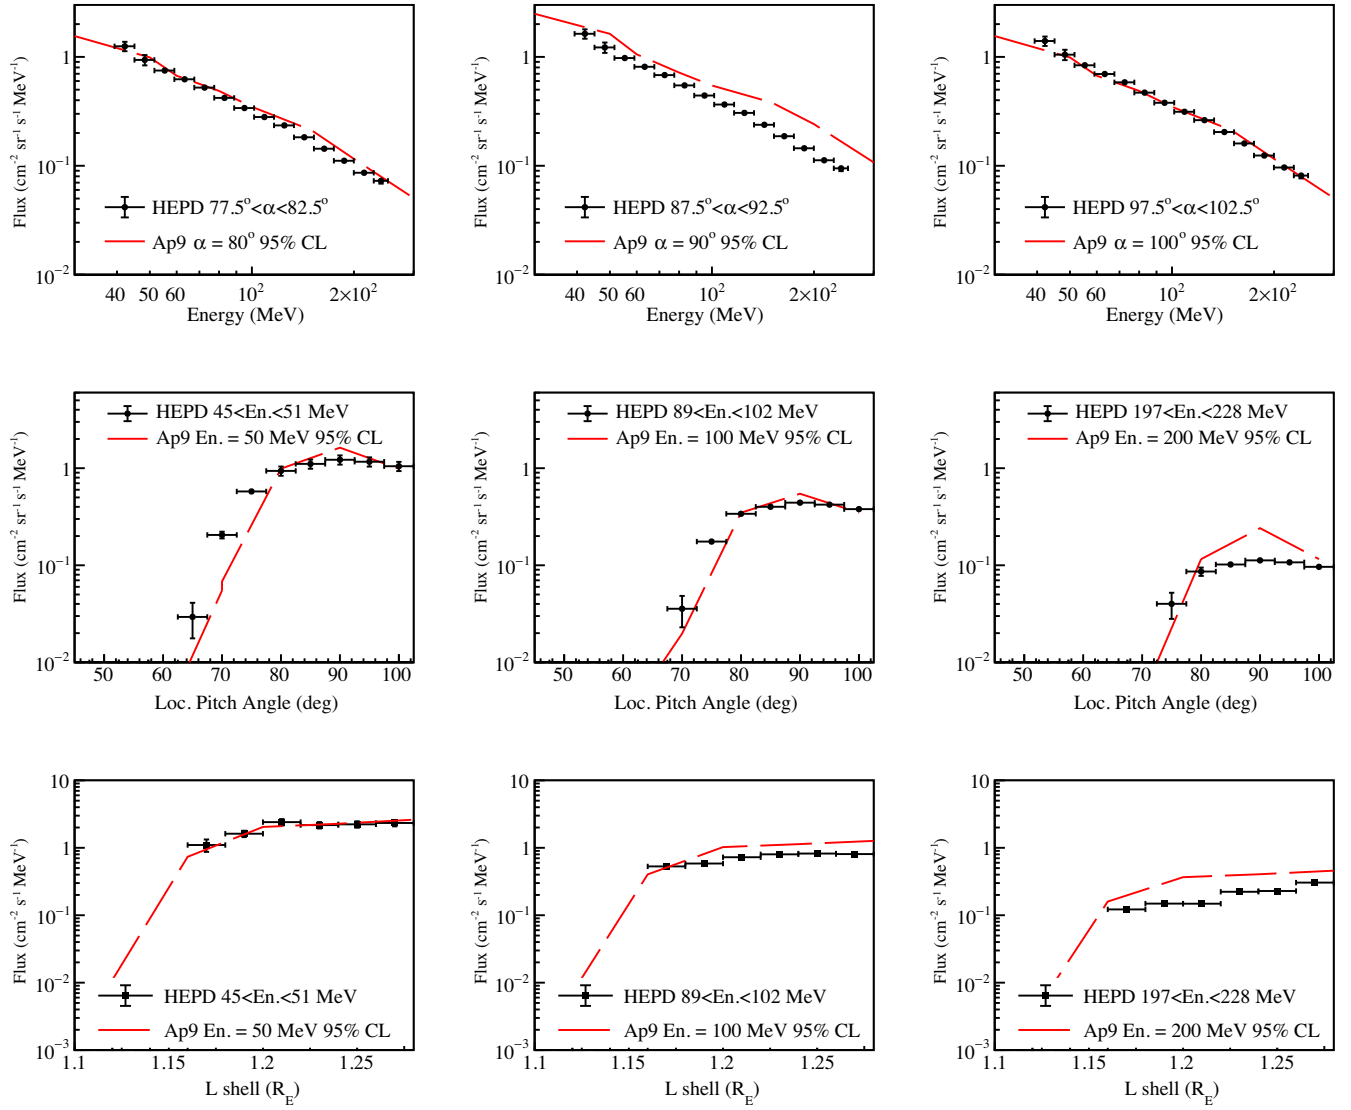 Flux (cm⁻² sr⁻¹ s⁻¹ MeV⁻¹)
1
10⁻¹
10⁻²
HEPD 77.5°<α<82.5°
Ap9 α = 80° 95% CL
40 50 60 10² 2×10²
Energy (MeV)
Flux (cm⁻² sr⁻¹ s⁻¹ MeV⁻¹)
1
10⁻¹
10⁻²
HEPD 87.5°<α<92.5°
Ap9 α = 90° 95% CL
40 50 60 10² 2×10²
Energy (MeV)
Flux (cm⁻² sr⁻¹ s⁻¹ MeV⁻¹)
1
10⁻¹
10⁻²
HEPD 97.5°<α<102.5°
Ap9 α = 100° 95% CL
40 50 60 10² 2×10²
Energy (MeV)
Flux (cm⁻² sr⁻¹ s⁻¹ MeV⁻¹)
HEPD 45<En.<51 MeV
Ap9 En. = 50 MeV 95% CL
1
10⁻¹
10⁻²
50 60 70 80 90 100
Loc. Pitch Angle (deg)
Flux (cm⁻² sr⁻¹ s⁻¹ MeV⁻¹)
HEPD 89<En.<102 MeV
Ap9 En. = 100 MeV 95% CL
1
10⁻¹
10⁻²
50 60 70 80 90 100
Loc. Pitch Angle (deg)
Flux (cm⁻² sr⁻¹ s⁻¹ MeV⁻¹)
HEPD 197<En.<228 MeV
Ap9 En. = 200 MeV 95% CL
1
10⁻¹
10⁻²
50 60 70 80 90 100
Loc. Pitch Angle (deg)
Flux (cm⁻² s⁻¹ MeV⁻¹)
10
1
10⁻¹
10⁻²
10⁻³
HEPD 45<En.<51 MeV
Ap9 En. = 50 MeV 95% CL
1.1 1.15 1.2 1.25
L shell (R_E)
Flux (cm⁻² s⁻¹ MeV⁻¹)
10
1
10⁻¹
10⁻²
10⁻³
HEPD 89<En.<102 MeV
Ap9 En. = 100 MeV 95% CL
1.1 1.15 1.2 1.25
L shell (R_E)
Flux (cm⁻² s⁻¹ MeV⁻¹)
10
1
10⁻¹
10⁻²
10⁻³
HEPD 197<En.<228 MeV
Ap9 En. = 200 MeV 95% CL
1.1 1.15 1.2 1.25
L shell (R_E)